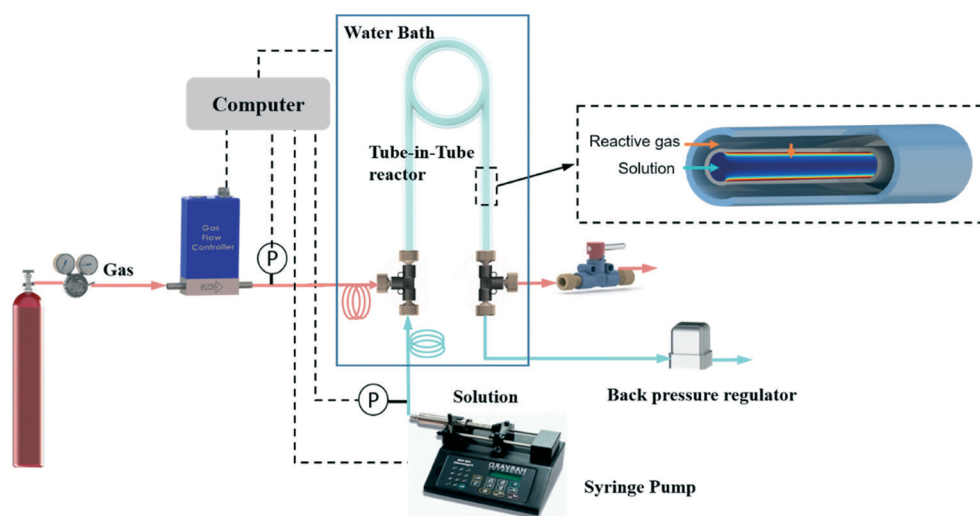 Water Bath
Computer
Tube-in-Tube
reactor
Reactive gas
Solution
Gas
Flow
Controller
P
Gas
P
Solution
HARVARD
Back pressure regulator
Syringe Pump